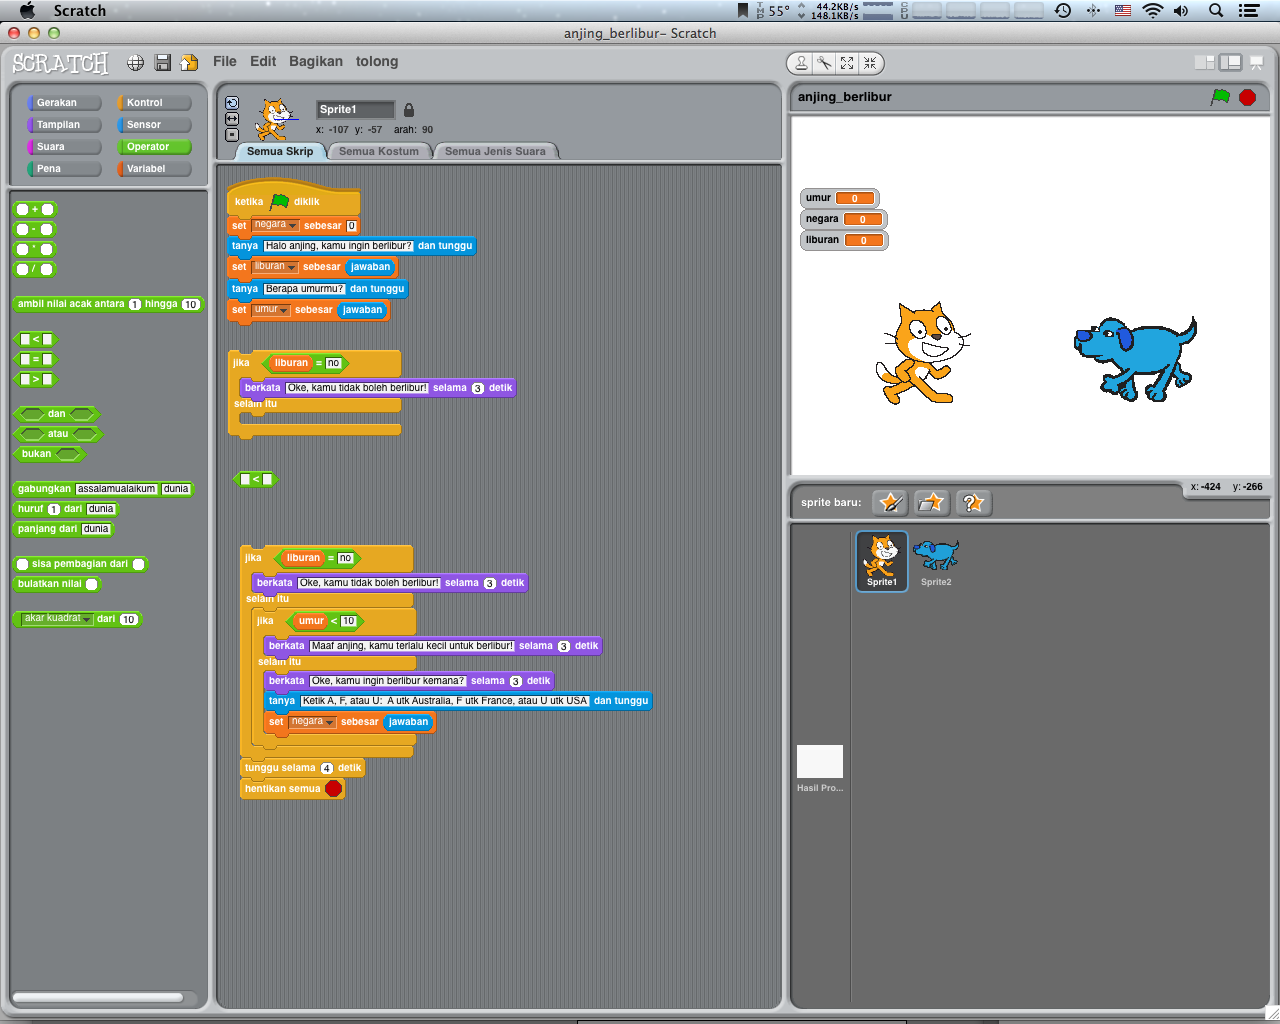 Scratch
55°
44.2KB/s
148.1KB/s
anjing_berlibur- Scratch
SCRATCH
File Edit Bagikan tolong
Gerakan Kontrol
Tampilan Sensor
Suara Operator
Pena Variabel
+
-
*
/
ambil nilai acak antara 1 hingga 10
<
=
>
dan
atau
bukan
gabungkan assalamualaikum dunia
huruf 1 dari dunia
panjang dari dunia
sisa pembagian dari
bulatkan nilai
akar kuadrat dari 10
Sprite1
x: -107 y: -57 arah: 90
Semua Skrip Semua Kostum Semua Jenis Suara
ketika diklik
set negara sebesar 0
tanya Halo anjing, kamu ingin berlibur? dan tunggu
set liburan sebesar jawaban
tanya Berapa umurmu? dan tunggu
set umur sebesar jawaban
jika liburan = no
berkata Oke, kamu tidak boleh berlibur! selama 3 detik
selain itu
<
jika liburan = no
berkata Oke, kamu tidak boleh berlibur! selama 3 detik
selain itu
jika umur < 10
berkata Maaf anjing, kamu terlalu kecil untuk berlibur! selama 3 detik
selain itu
berkata Oke, kamu ingin berlibur kemana? selama 3 detik
tanya Ketik A, F, atau U: A utk Australia, F utk France, atau U utk USA dan tunggu
set negara sebesar jawaban
tunggu selama 4 detik
hentikan semua
anjing_berlibur
umur 0
negara 0
liburan 0
x: -424 y: -266
sprite baru:
Sprite1 Sprite2
Hasil Pro...